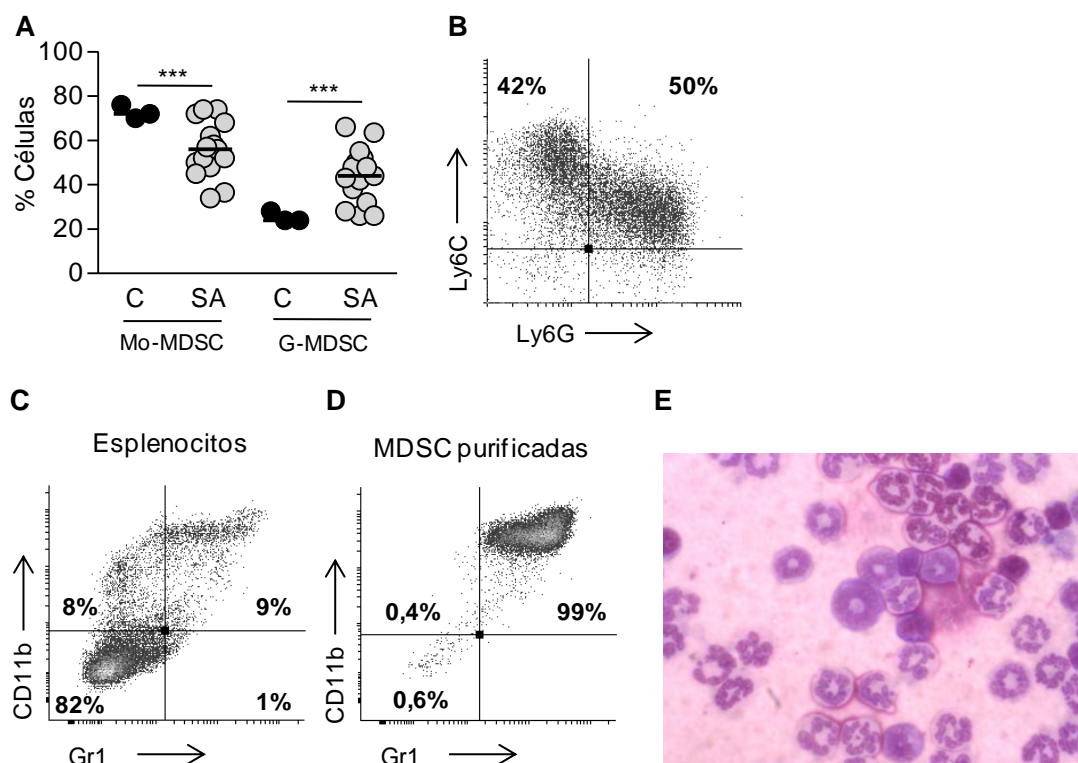 A
% Células
100
80
60
40
20
0
***
***
C
SA
C
SA
Mo-MDSC
G-MDSC
B
42%
50%
Ly6C
Ly6G
C
Esplenocitos
8%
9%
82%
1%
CD11b
Gr1
D
MDSC purificadas
0,4%
99%
0,6%
CD11b
Gr1
E